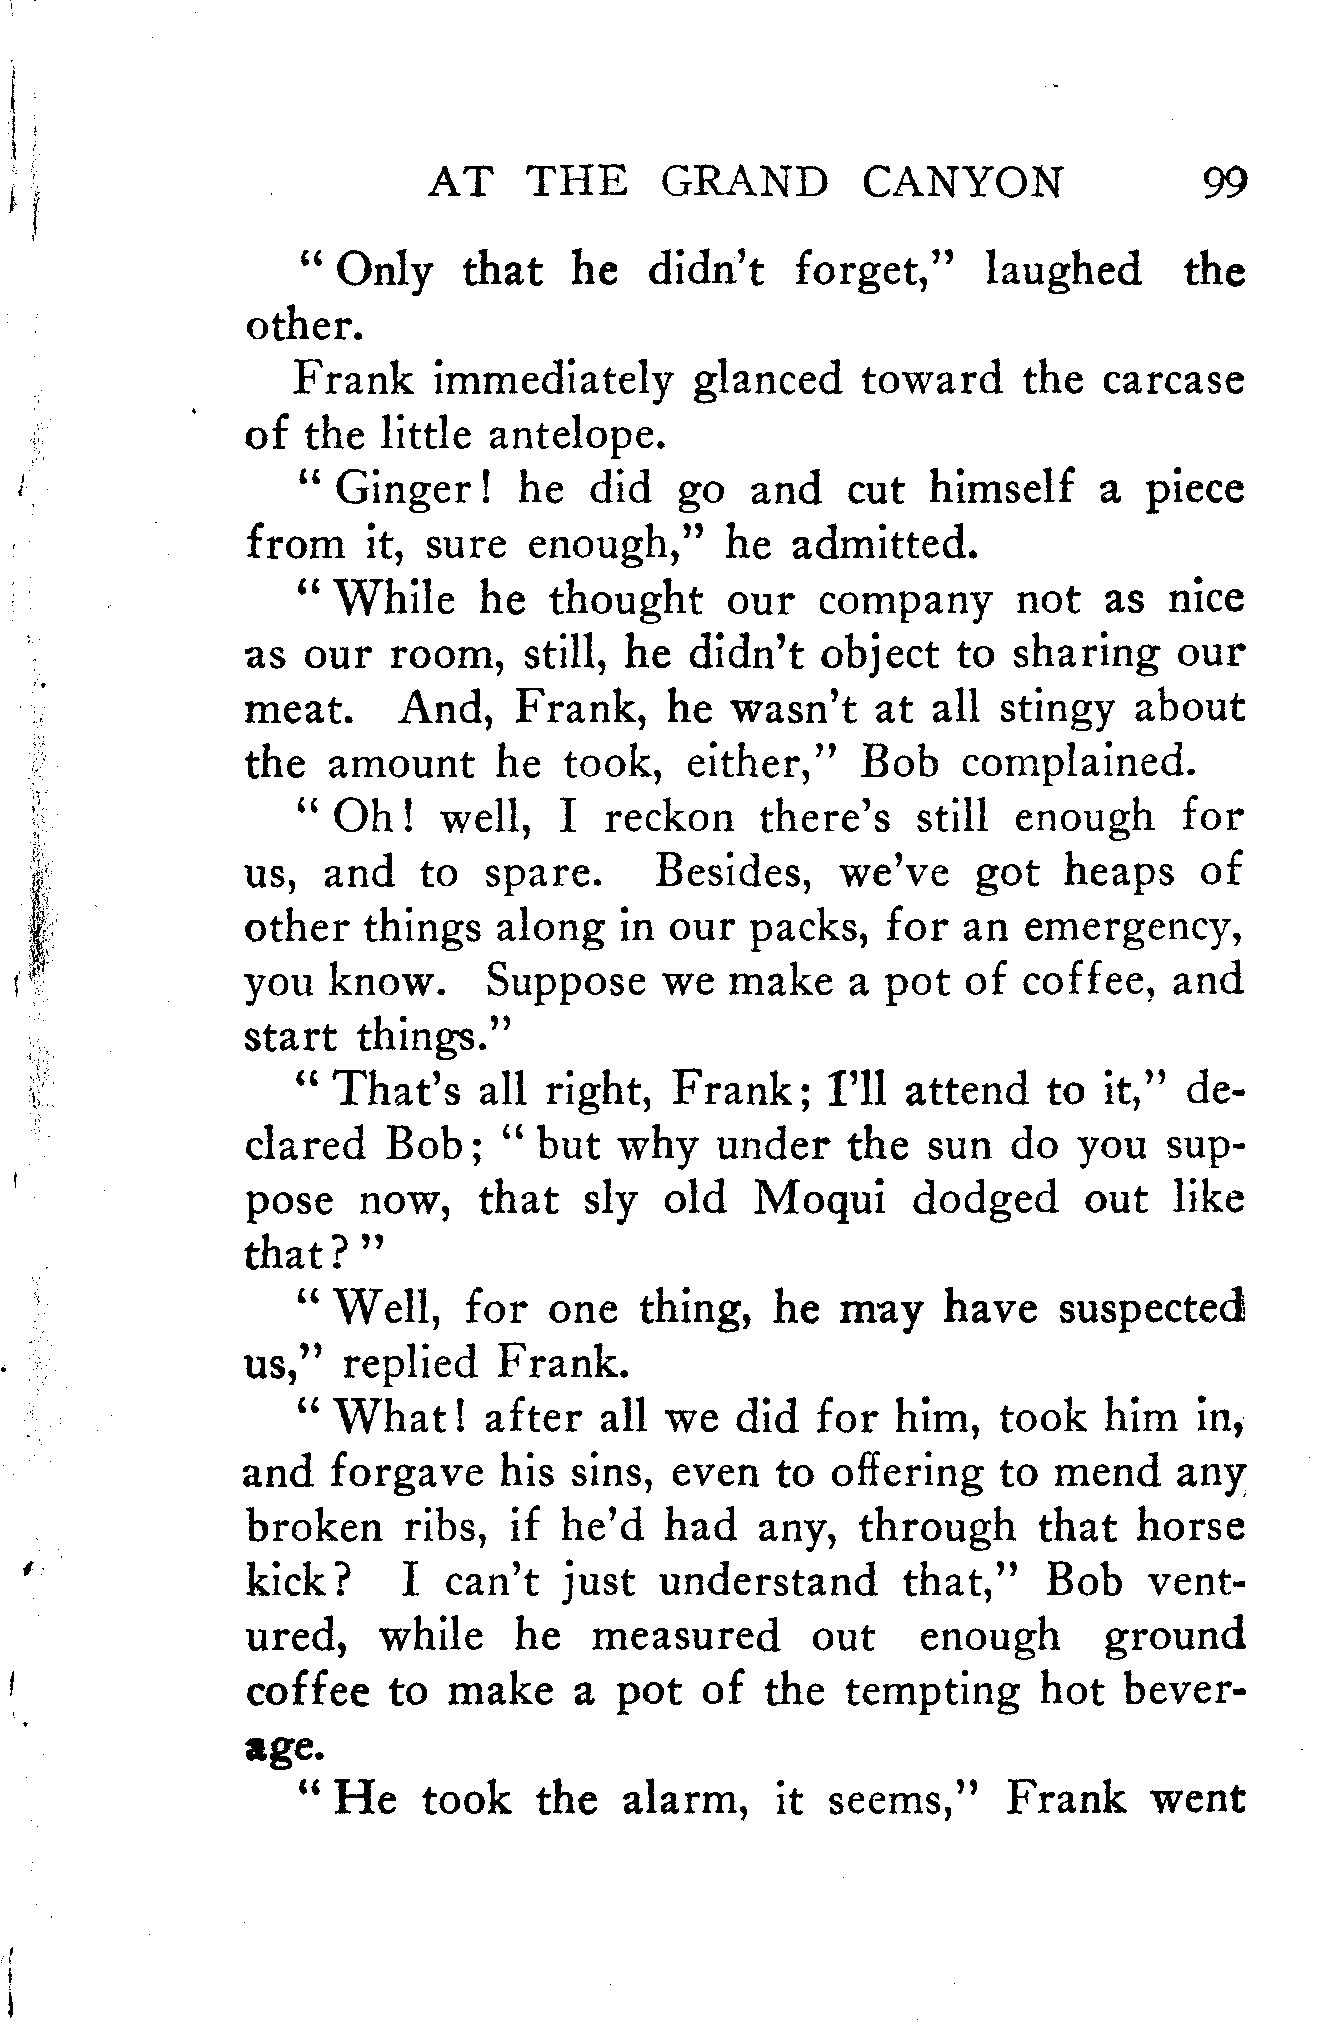 AT THE GRAND CANYON 99
“ Only that he didn’t forget,” laughed the
other.
Frank immediately glanced toward the carcase
of the little antelope.
“ Ginger! he did go and cut himself a piece
from it, sure enough,” he admitted.
“ While he thought our company not as nice
as our room, still, he didn’t object to sharing our
meat. And, Frank, he wasn’t at all stingy about
the amount he took, either,” Bob complained.
“ Oh! well, I reckon there’s still enough for
us, and to spare. Besides, we’ve got heaps of
other things along in our packs, for an emergency,
you know. Suppose we make a pot of coffee, and
start things.”
“ That’s all right, Frank; I’ll attend to it,” de-
clared Bob; “ but why under the sun do you sup-
pose now, that sly old Moqui dodged out like
that? ”
“ Well, for one thing, he may have suspected
us,” replied Frank.
“ What! after all we did for him, took him in,
and forgave his sins, even to offering to mend any
broken ribs, if he’d had any, through that horse
kick? I can’t just understand that,” Bob vent-
ured, while he measured out enough ground
coffee to make a pot of the tempting hot bever-
age.
“ He took the alarm, it seems,” Frank went